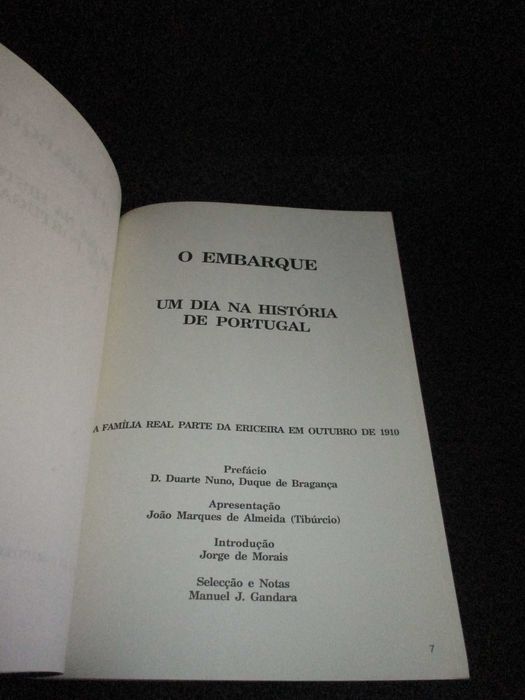 O EMBARQUE
UM DIA NA HISTÓRIA
DE PORTUGAL
A FAMÍLIA REAL PARTE DA ERICEIRA EM OUTUBRO DE 1910
Prefácio
D. Duarte Nuno, Duque de Bragança
Apresentação
João Marques de Almeida (Tibúrcio)
Introdução
Jorge de Morais
Selecção e Notas
Manuel J. Gandara
7